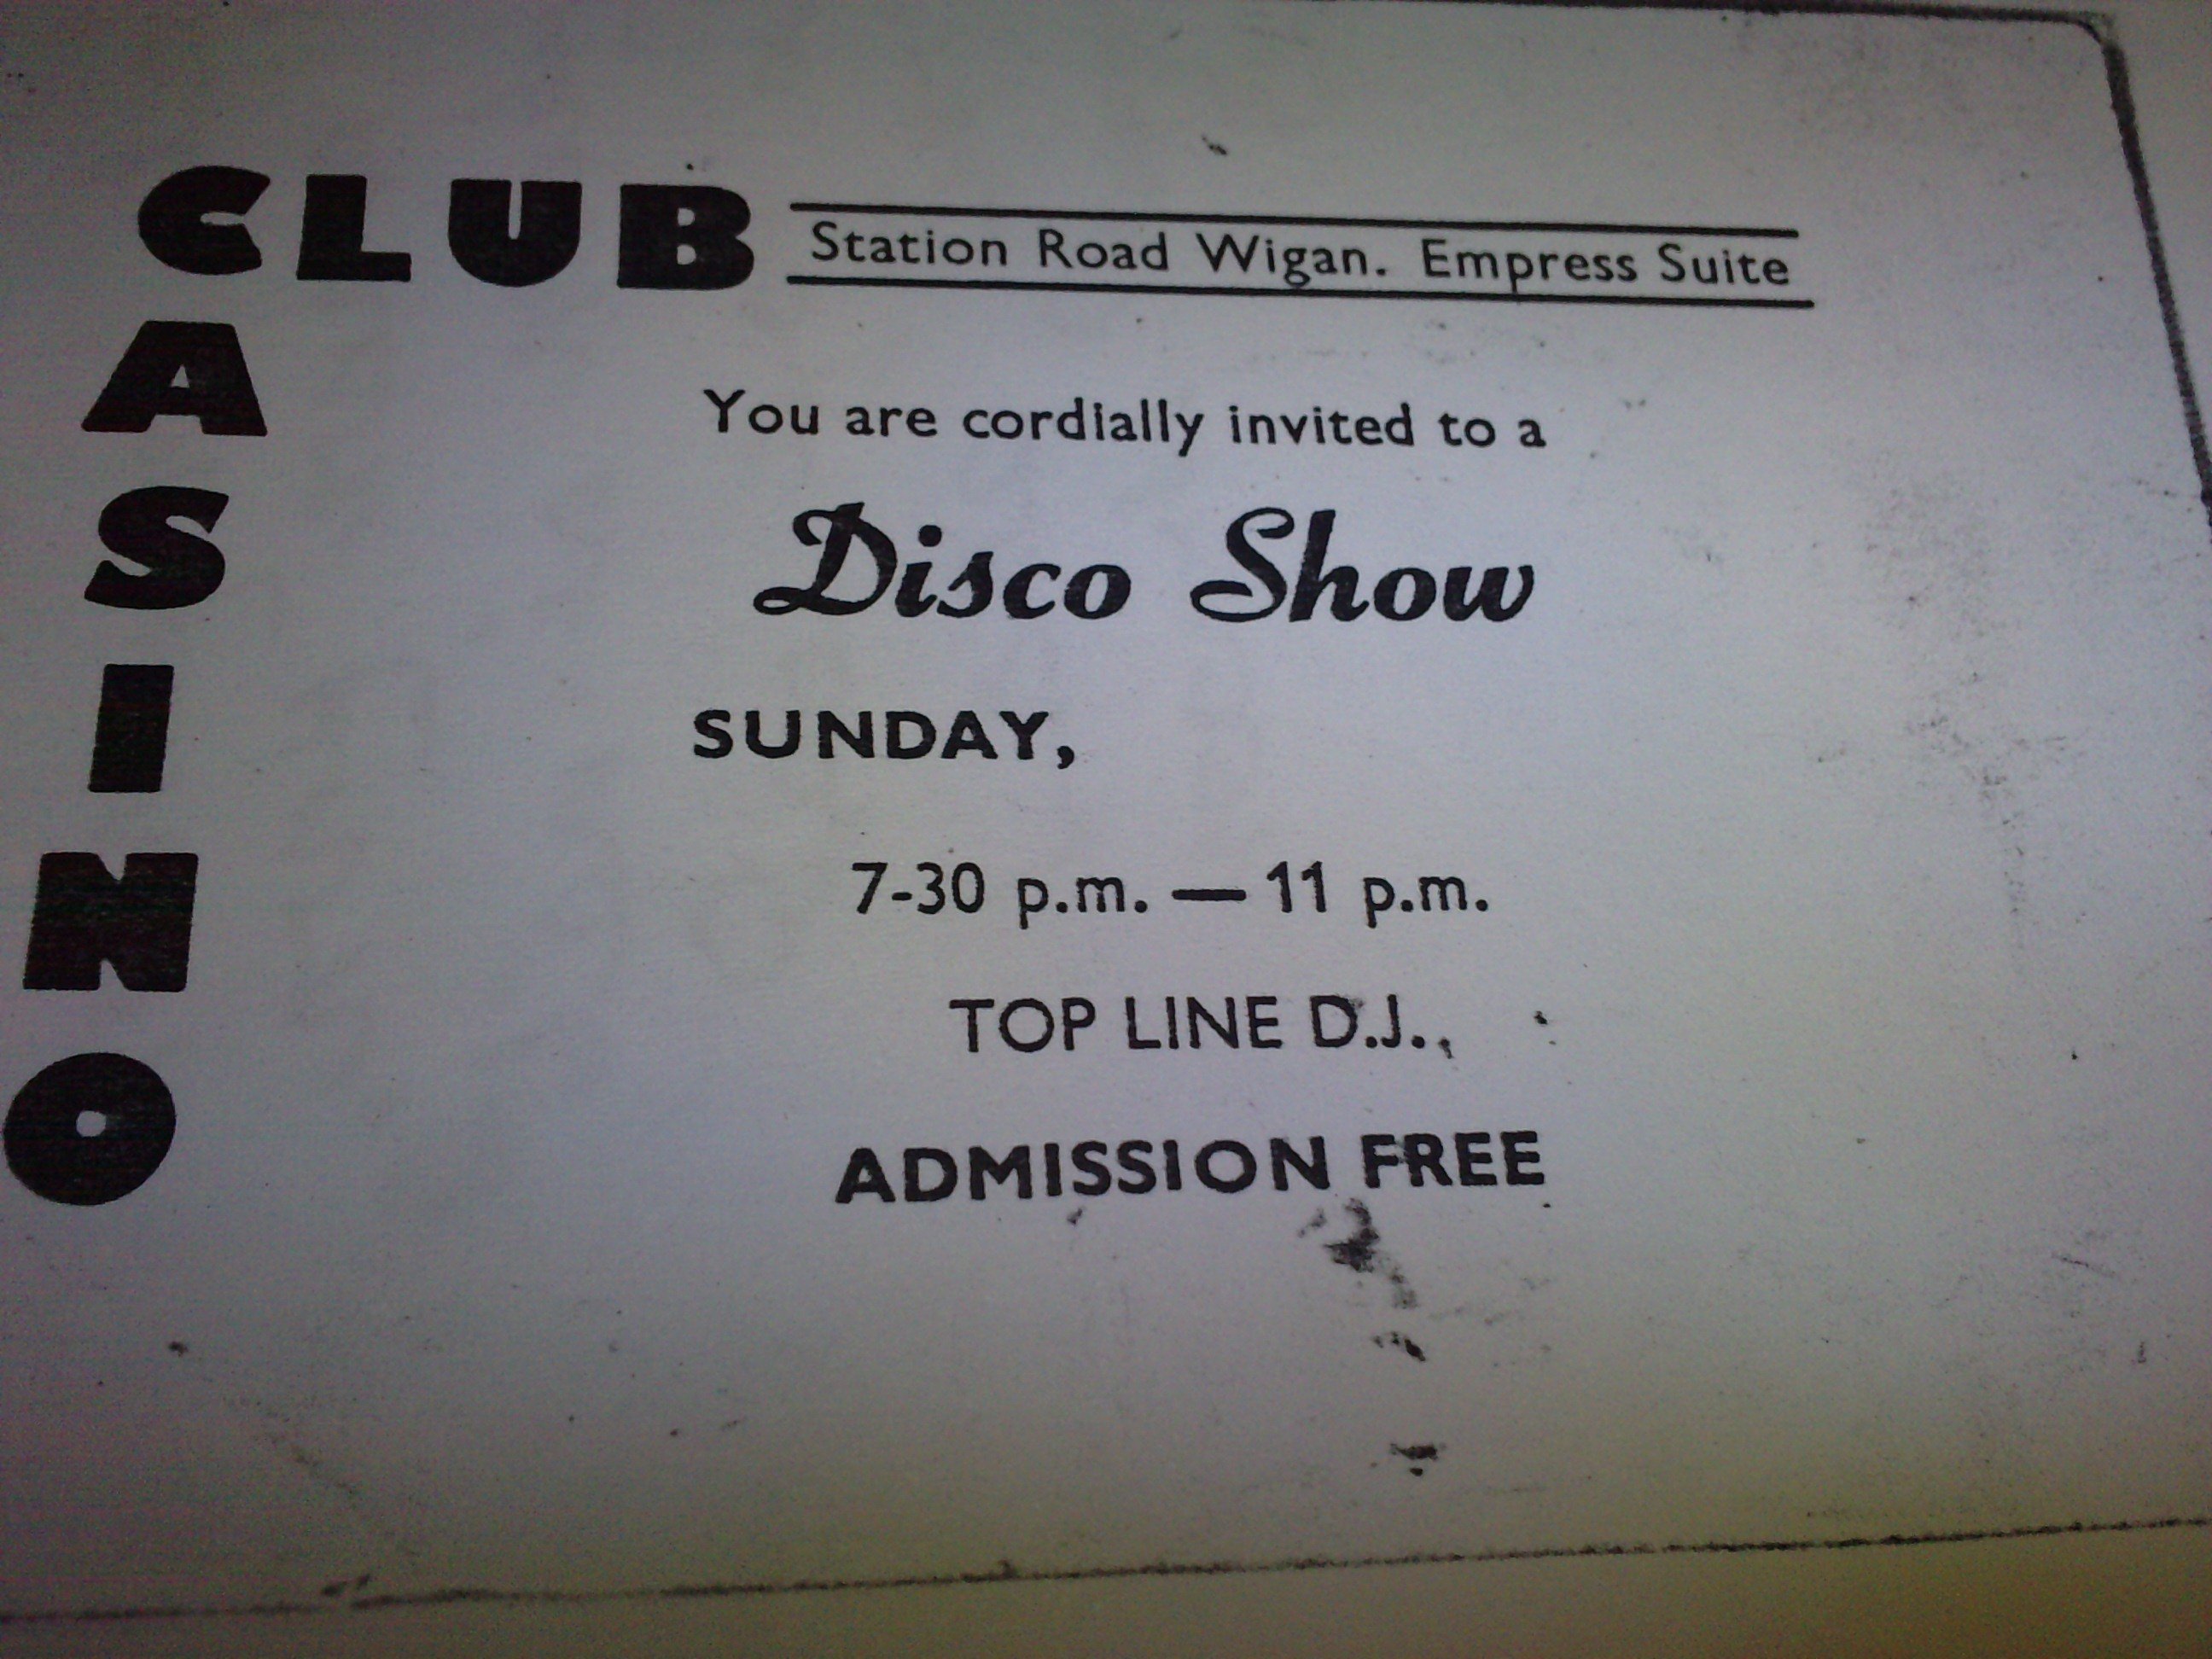 CLUB Station Road Wigan. Empress Suite
CASINO
You are cordially invited to a
Disco Show
SUNDAY,
7-30 p.m. — 11 p.m.
TOP LINE D.J.,
ADMISSION FREE